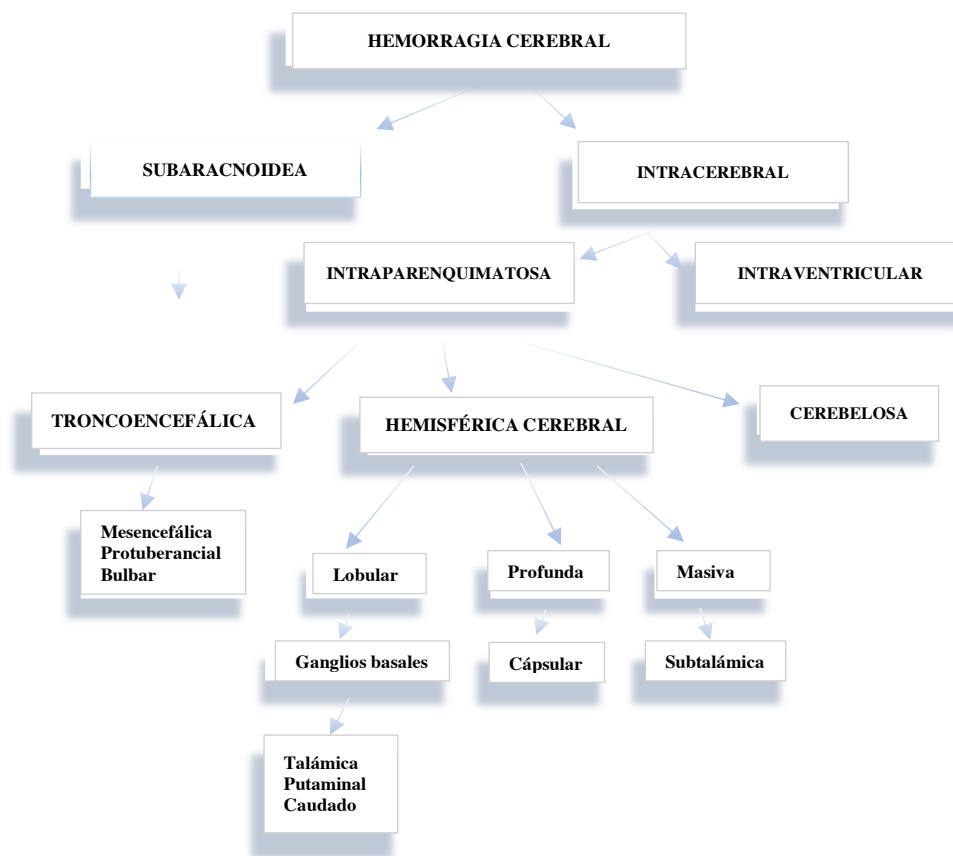 HEMORRAGIA CEREBRAL
SUBARACNOIDEA
INTRACEREBRAL
INTRAPARENQUIMATOSA
INTRAVENTRICULAR
TRONCOENCEFÁLICA
HEMISFÉRICA CEREBRAL
CEREBELOSA
Mesencefálica
Protuberancial
Bulbar
Lobular
Profunda
Masiva
Ganglios basales
Cápsular
Subtalámica
Talámica
Putaminal
Caudado